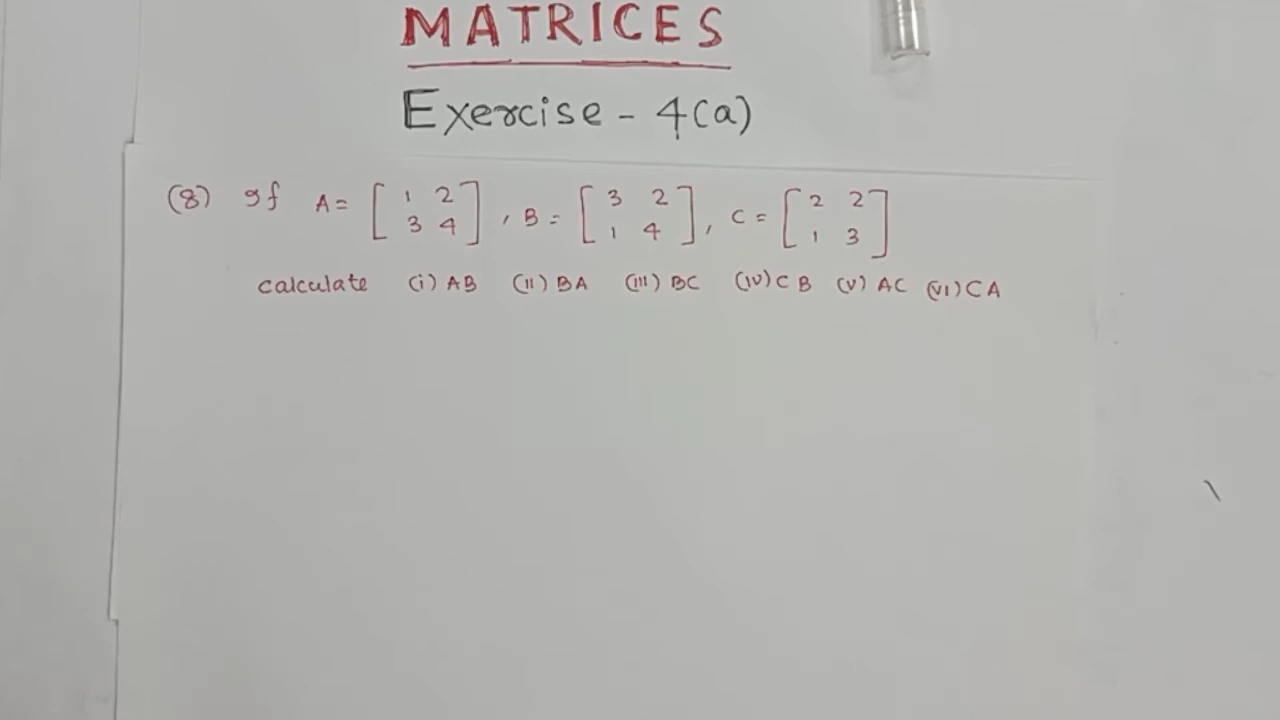 MATRICES
Exercise - 4(a)
(8) If A = [ 1 2 ; 3 4 ], B = [ 3 2 ; 1 4 ], C = [ 2 2 ; 1 3 ]
calculate (i) AB (II) BA (III) BC (IV) CB (V) AC (VI) CA